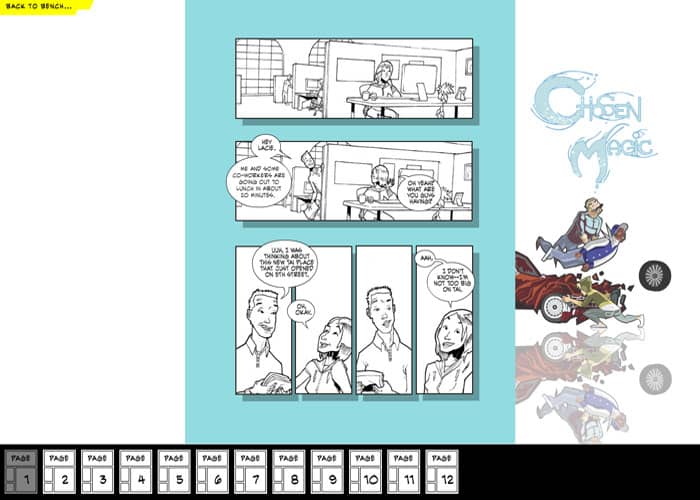 BACK TO BENCH...
HEY
LACIE.
ME AND SOME
CO-WORKERS ARE
GOING OUT TO
LUNCH IN ABOUT
20 MINUTES.
OH YEAH?
WHAT ARE
YOU GUYS
HAVING?
UUH, I WAS
THINKING ABOUT
THIS NEW TAI PLACE
THAT JUST OPENED
ON 5TH STREET.
OH,
OKAY.
AAH,
I DON'T
KNOW--I'M
NOT TOO BIG
ON TAI.
CHOSEN
MAGIC
PAGE
1
PAGE
2
PAGE
3
PAGE
4
PAGE
5
PAGE
6
PAGE
7
PAGE
8
PAGE
9
PAGE
10
PAGE
11
PAGE
12